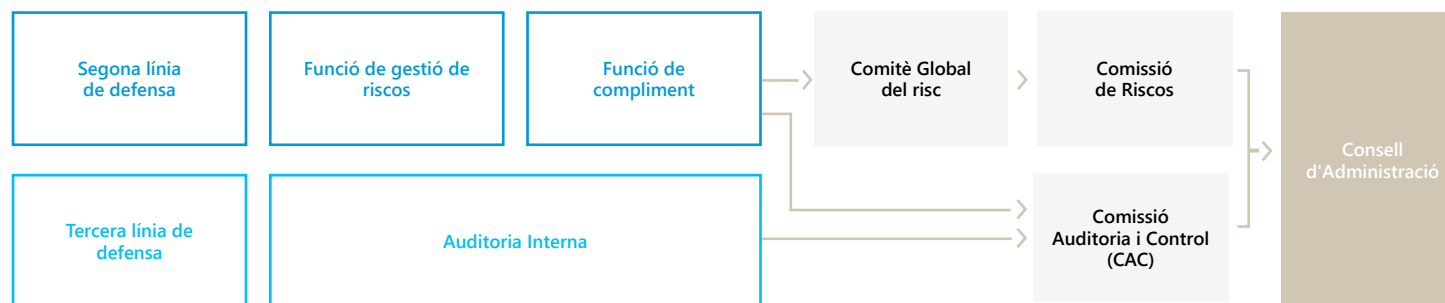 Segona línia
de defensa
Funció de gestió de
riscos
Funció de
compliment
Comitè Global
del risc
Comissió
de Riscos
Consell
d'Administració
Tercera línia de
defensa
Auditoria Interna
Comissió
Auditoria i Control
(CAC)